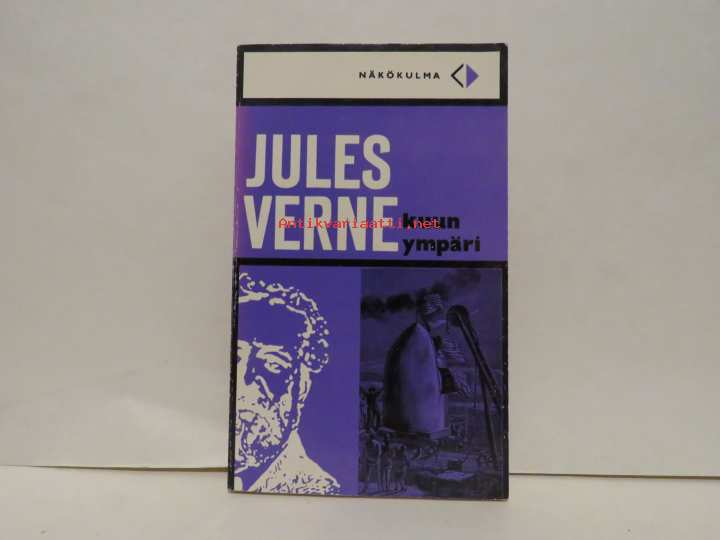 NÄKÖKULMA
JULES
VERNE kuun
ympäri
Antikvariaatti.net